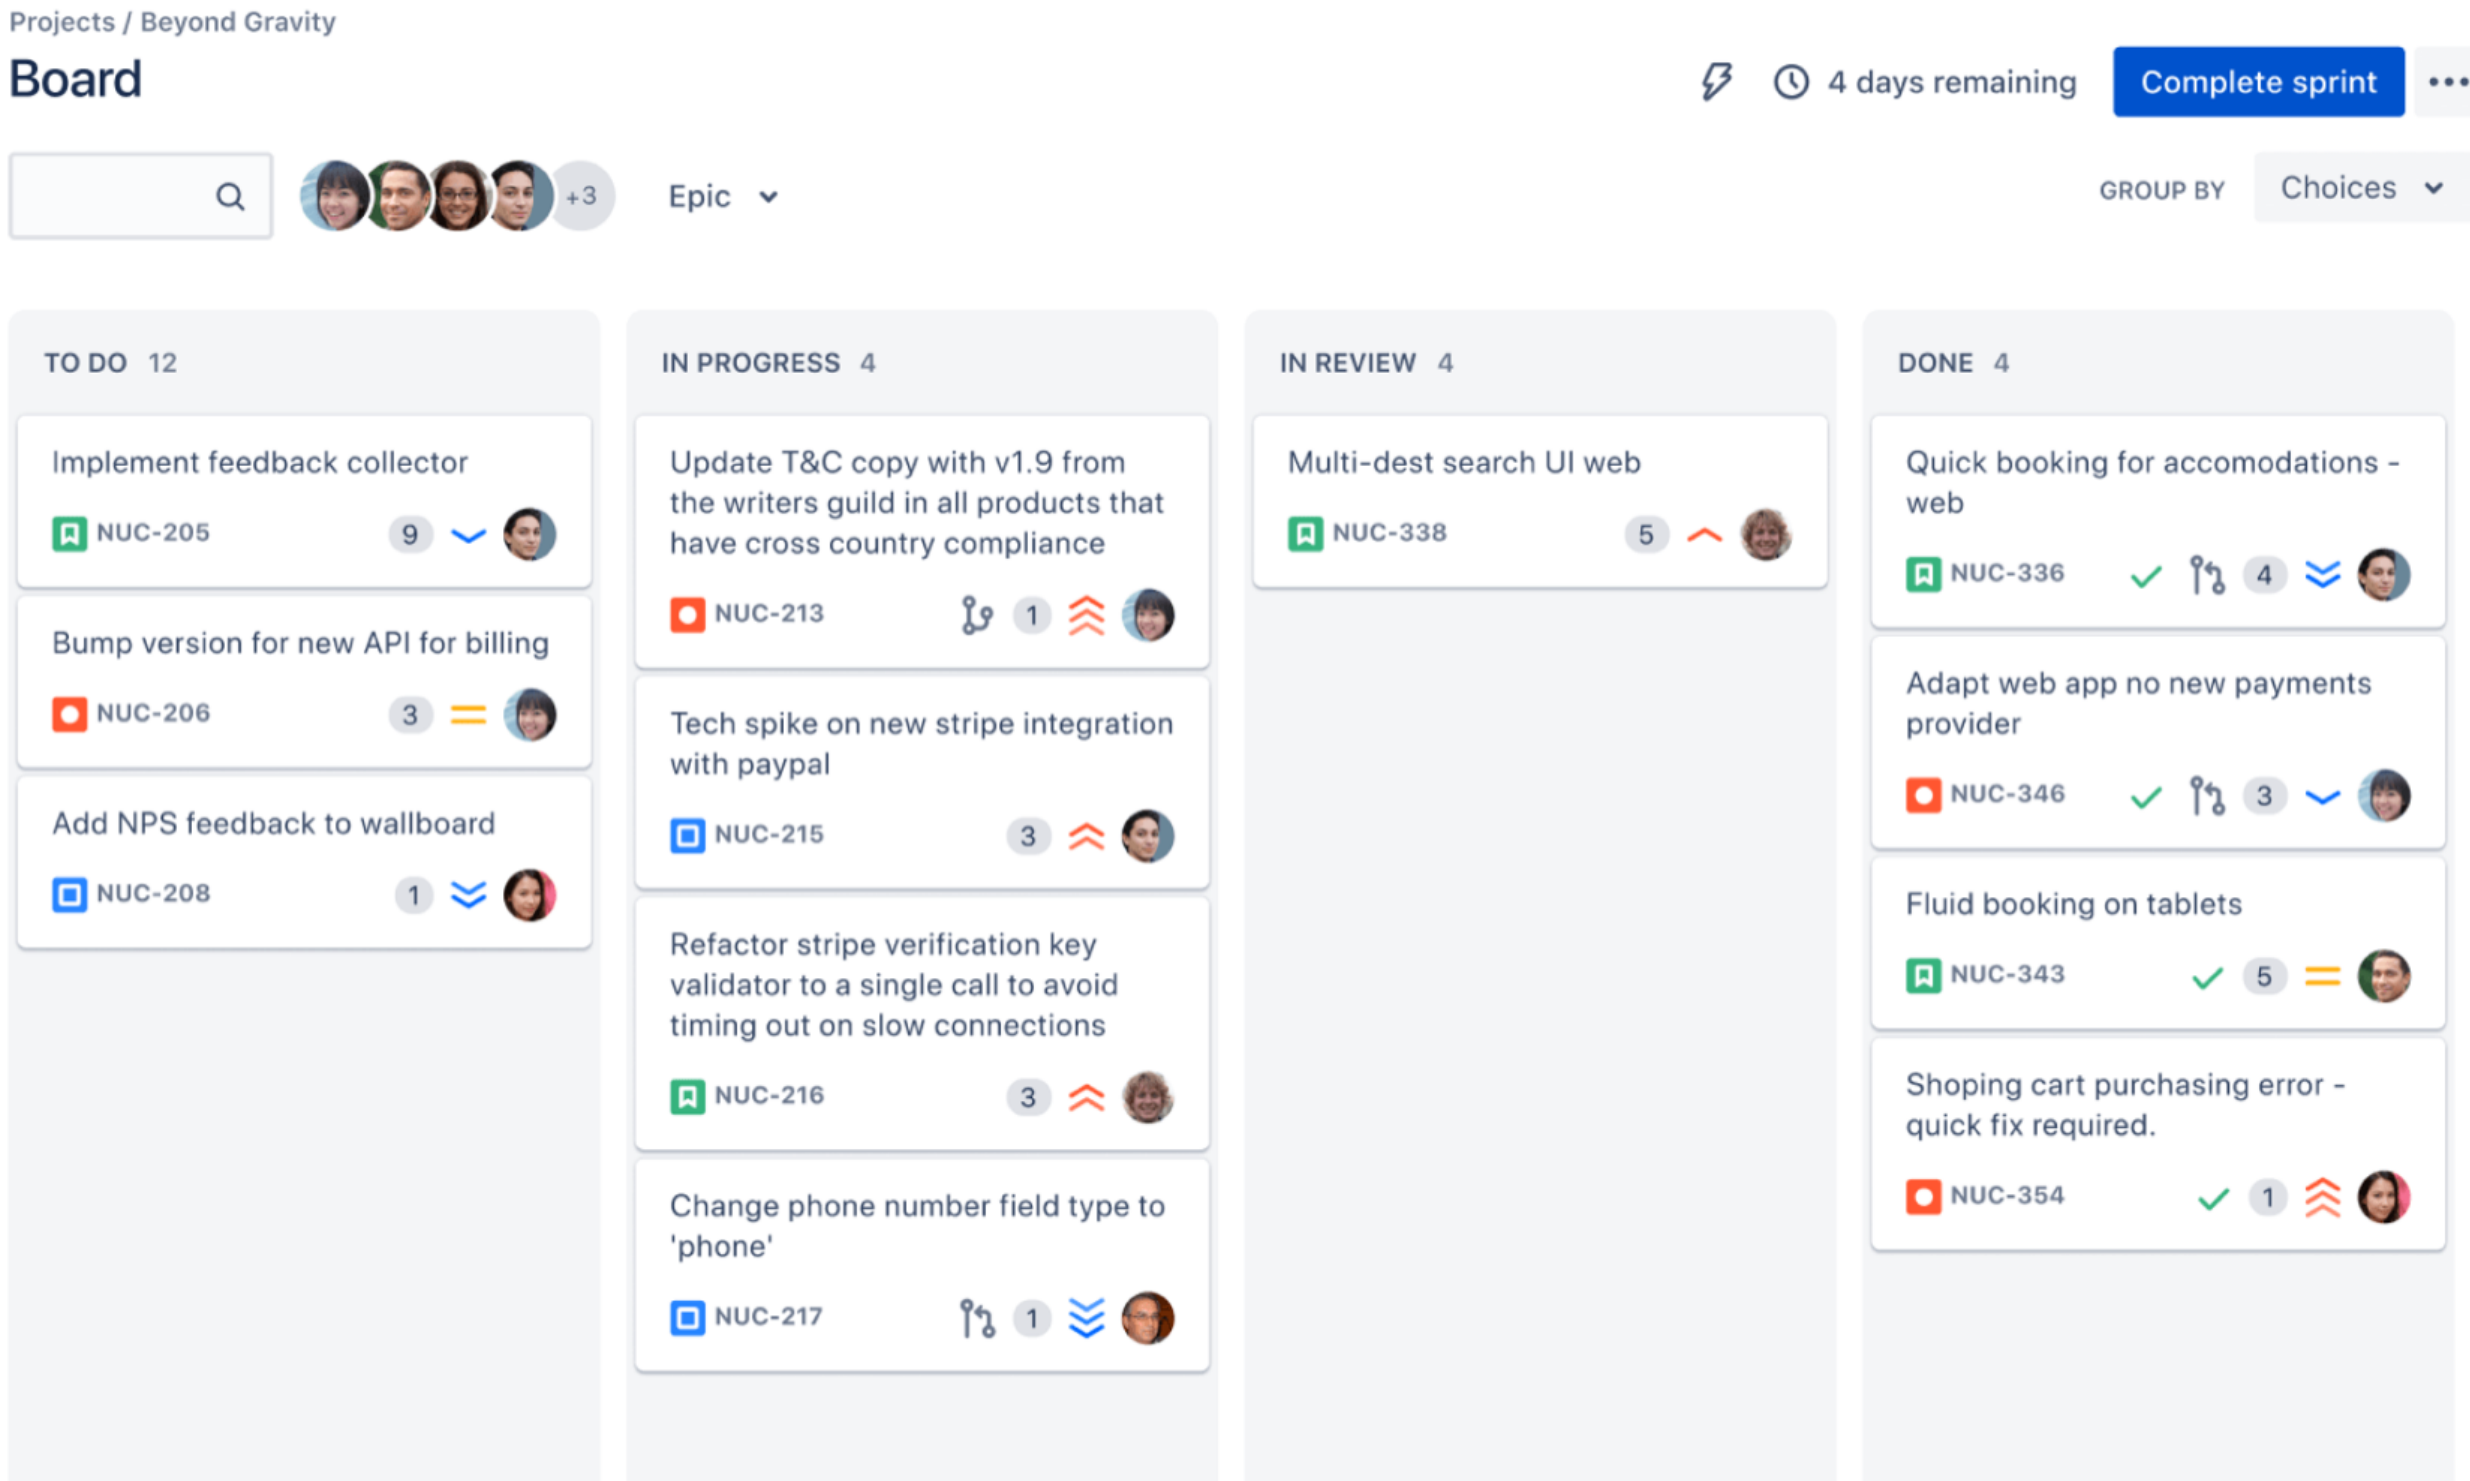 Projects / Beyond Gravity
Board
4 days remaining
Complete sprint
+3
Epic
GROUP BY
Choices
TO DO 12
Implement feedback collector
NUC-205
9
Bump version for new API for billing
NUC-206
3
Add NPS feedback to wallboard
NUC-208
1
IN PROGRESS 4
Update T&C copy with v1.9 from
the writers guild in all products that
have cross country compliance
NUC-213
1
Tech spike on new stripe integration
with paypal
NUC-215
3
Refactor stripe verification key
validator to a single call to avoid
timing out on slow connections
NUC-216
3
Change phone number field type to
'phone'
NUC-217
1
IN REVIEW 4
Multi-dest search UI web
NUC-338
5
DONE 4
Quick booking for accomodations -
web
NUC-336
4
Adapt web app no new payments
provider
NUC-346
3
Fluid booking on tablets
NUC-343
5
Shoping cart purchasing error -
quick fix required.
NUC-354
1